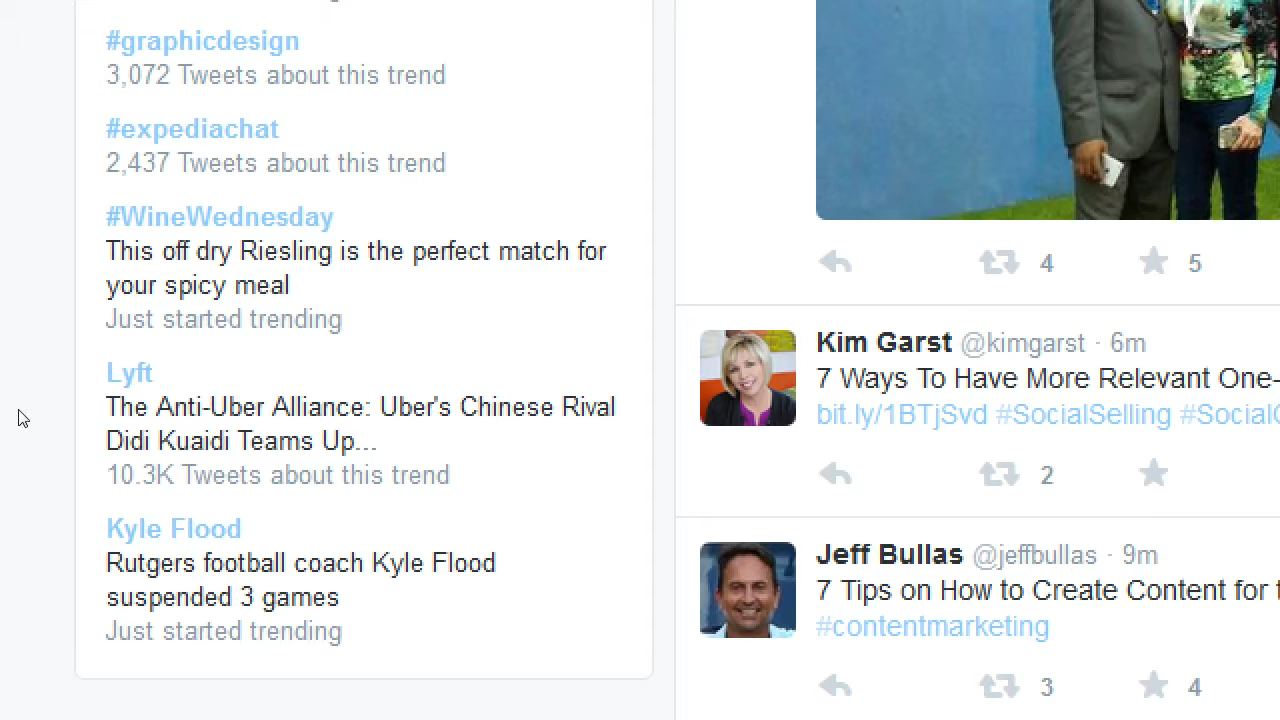 #graphicdesign
3,072 Tweets about this trend
#expediachat
2,437 Tweets about this trend
#WineWednesday
This off dry Riesling is the perfect match for
your spicy meal
Just started trending
Lyft
The Anti-Uber Alliance: Uber's Chinese Rival
Didi Kuaidi Teams Up...
10.3K Tweets about this trend
Kyle Flood
Rutgers football coach Kyle Flood
suspended 3 games
Just started trending
4 5
Kim Garst @kimgarst · 6m
7 Ways To Have More Relevant One-
bit.ly/1BTjSvd #SocialSelling
2
Jeff Bullas @jeffbullas · 9m
7 Tips on How to Create Content for
#contentmarketing
3 4